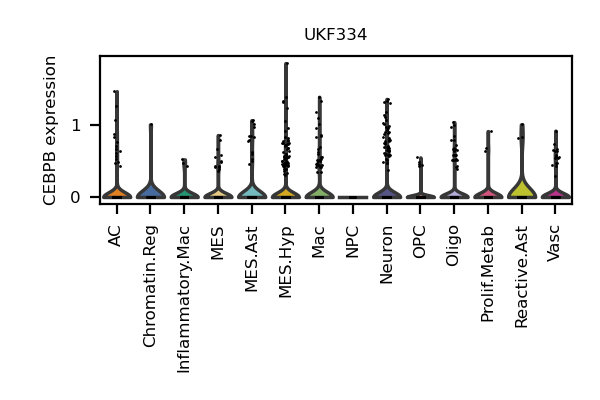 UKF334
CEBPB expression
1
0
AC
Chromatin.Reg
Inflammatory.Mac
MES
MES.Ast
MES.Hyp
Mac
NPC
Neuron
OPC
Oligo
Prolif.Metab
Reactive.Ast
Vasc